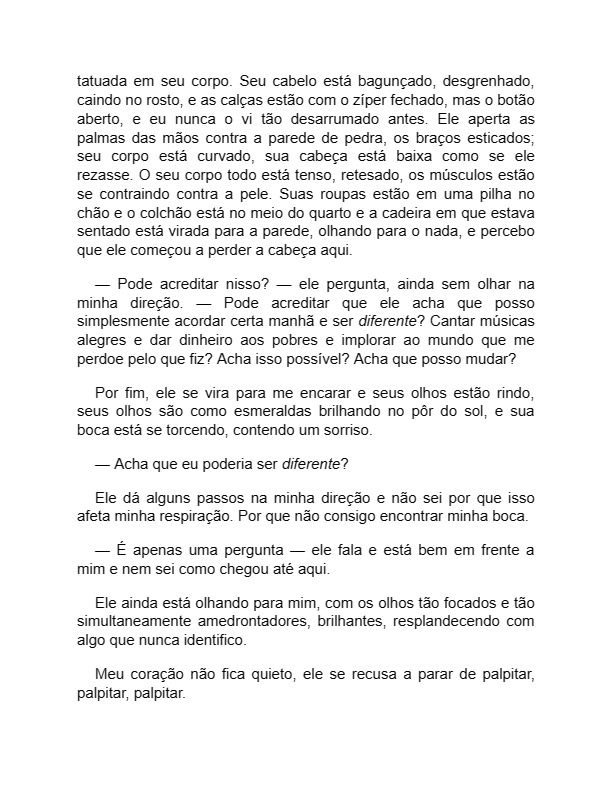 tatuada em seu corpo. Seu cabelo está bagunçado, desgrenhado,
caindo no rosto, e as calças estão com o zíper fechado, mas o botão
aberto, e eu nunca o vi tão desarrumado antes. Ele aperta as
palmas das mãos contra a parede de pedra, os braços esticados;
seu corpo está curvado, sua cabeça está baixa como se ele
rezasse. O seu corpo todo está tenso, retesado, os músculos estão
se contraindo contra a pele. Suas roupas estão em uma pilha no
chão e o colchão está no meio do quarto e a cadeira em que estava
sentado está virada para a parede, olhando para o nada, e percebo
que ele começou a perder a cabeça aqui.
— Pode acreditar nisso? — ele pergunta, ainda sem olhar na
minha direção. — Pode acreditar que ele acha que posso
simplesmente acordar certa manhã e ser diferente? Cantar músicas
alegres e dar dinheiro aos pobres e implorar ao mundo que me
perdoe pelo que fiz? Acha isso possível? Acha que posso mudar?
Por fim, ele se vira para me encarar e seus olhos estão rindo,
seus olhos são como esmeraldas brilhando no pôr do sol, e sua
boca está se torcendo, contendo um sorriso.
— Acha que eu poderia ser diferente?
Ele dá alguns passos na minha direção e não sei por que isso
afeta minha respiração. Por que não consigo encontrar minha boca.
— É apenas uma pergunta — ele fala e está bem em frente a
mim e nem sei como chegou até aqui.
Ele ainda está olhando para mim, com os olhos tão focados e tão
simultaneamente amedrontadores, brilhantes, resplandecendo com
algo que nunca identifico.
Meu coração não fica quieto, ele se recusa a parar de palpitar,
palpitar, palpitar.